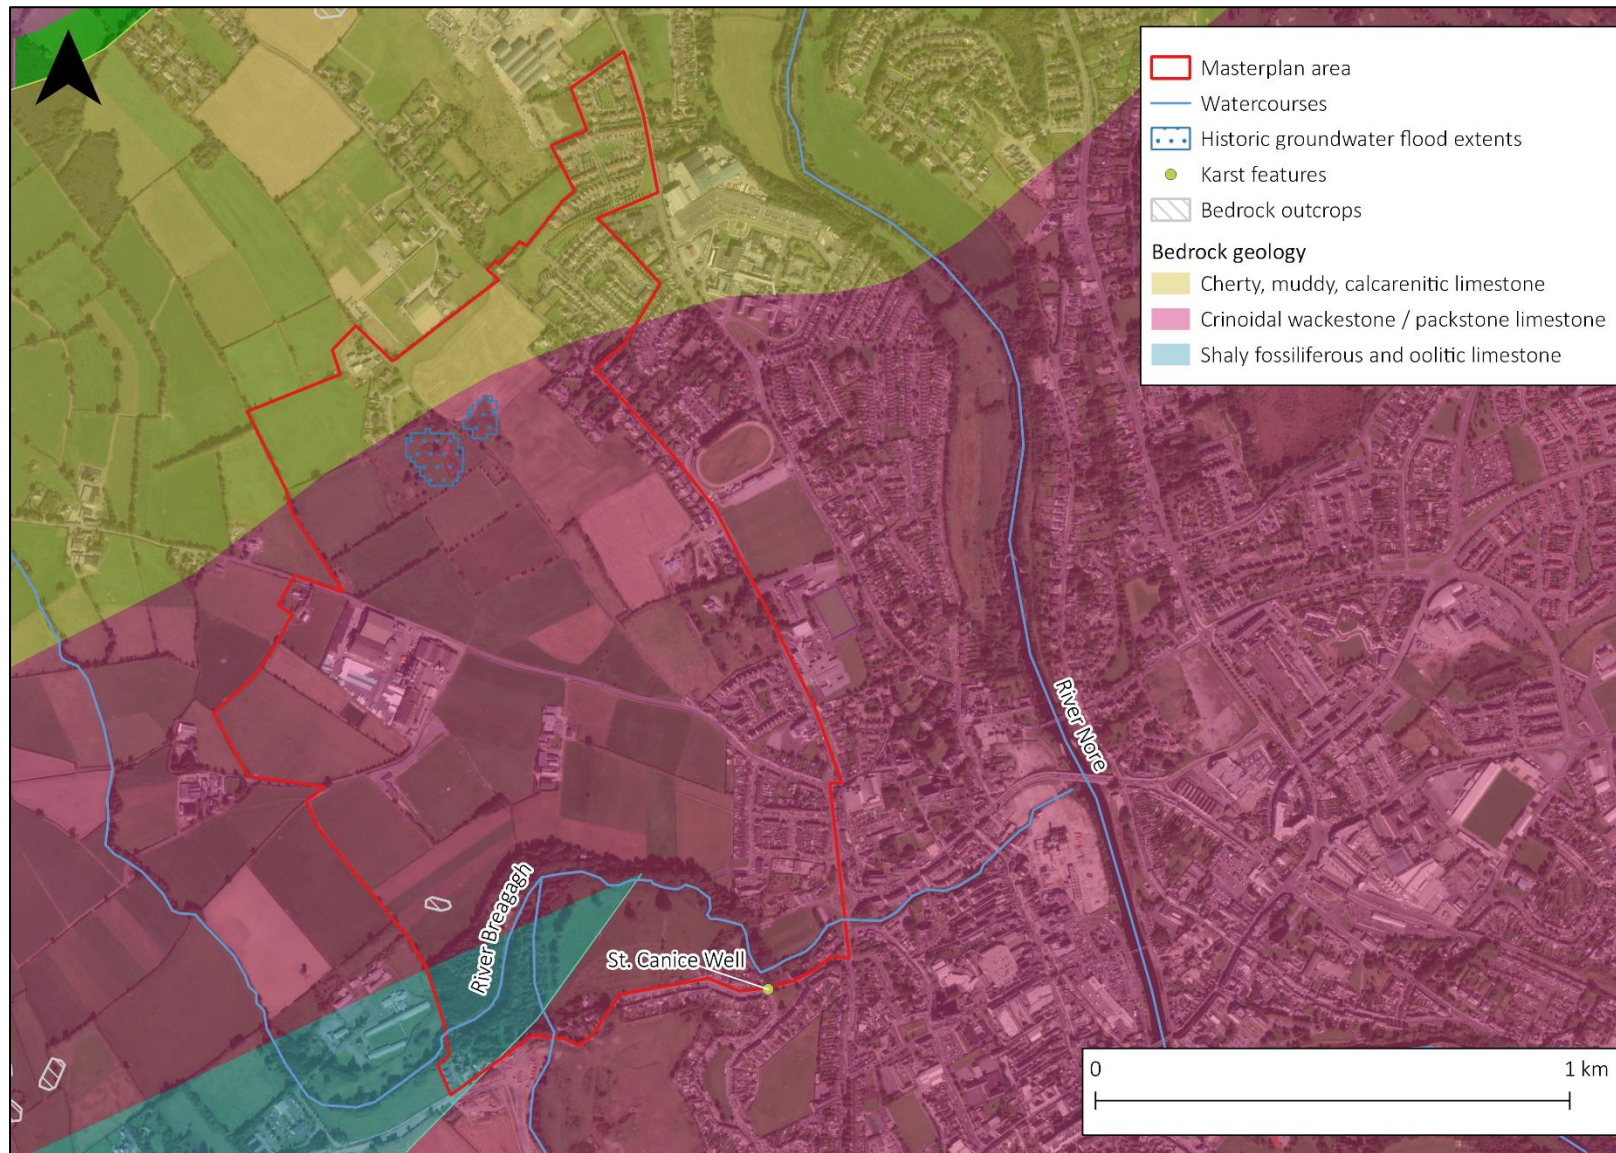 Masterplan area
Watercourses
Historic groundwater flood extents
Karst features
Bedrock outcrops
Bedrock geology
Cherty, muddy, calcarenitic limestone
Crinoidal wackestone / packstone limestone
Shaly fossiliferous and oolitic limestone
River Nore
River Breagagh
St. Canice Well
0 1 km